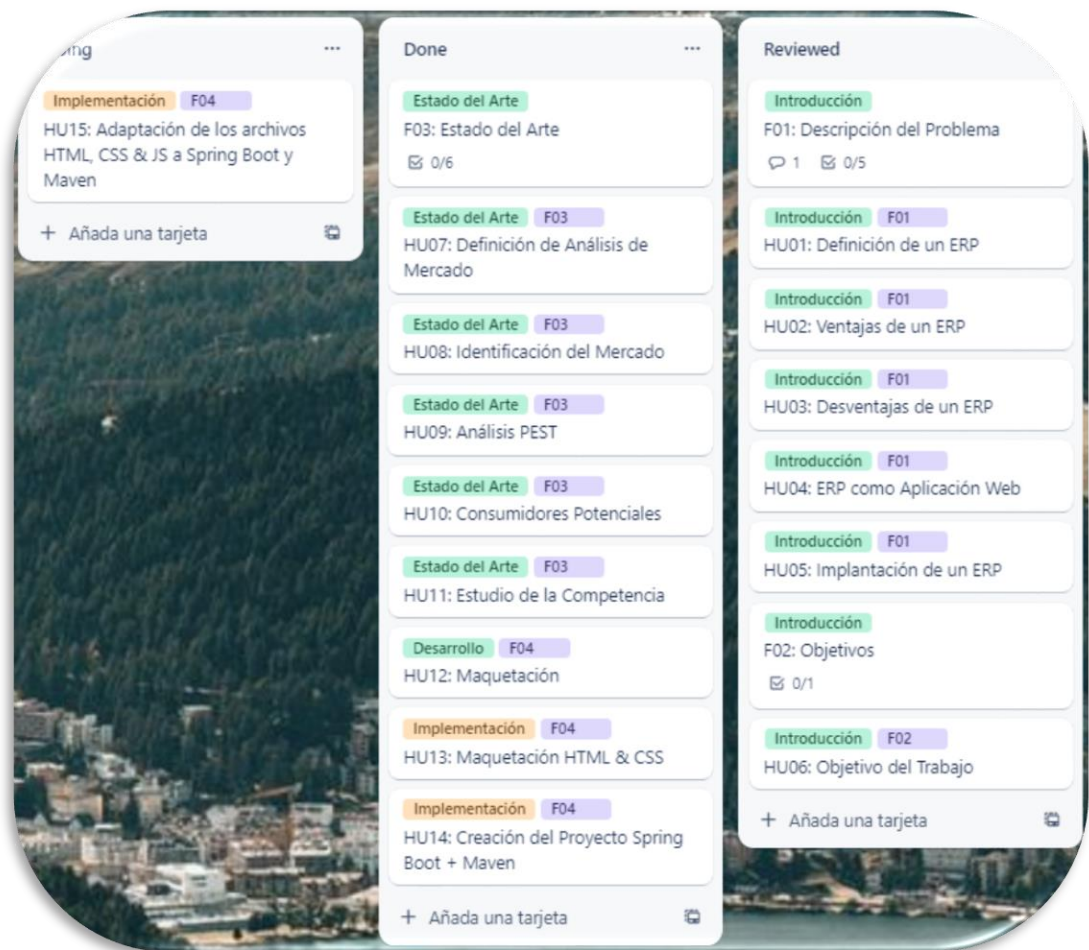 Implementación F04
HU15: Adaptación de los archivos
HTML, CSS & JS a Spring Boot y
Maven
+ Añada una tarjeta
Done
Estado del Arte
F03: Estado del Arte
0/6
Estado del Arte F03
HU07: Definición de Análisis de
Mercado
Estado del Arte F03
HU08: Identificación del Mercado
Estado del Arte F03
HU09: Análisis PEST
Estado del Arte F03
HU10: Consumidores Potenciales
Estado del Arte F03
HU11: Estudio de la Competencia
Desarrollo F04
HU12: Maquetación
Implementación F04
HU13: Maquetación HTML & CSS
Implementación F04
HU14: Creación del Proyecto Spring
Boot + Maven
+ Añada una tarjeta
Reviewed
Introducción
F01: Descripción del Problema
1 0/5
Introducción F01
HU01: Definición de un ERP
Introducción F01
HU02: Ventajas de un ERP
Introducción F01
HU03: Desventajas de un ERP
Introducción F01
HU04: ERP como Aplicación Web
Introducción F01
HU05: Implantación de un ERP
Introducción
F02: Objetivos
0/1
Introducción F02
HU06: Objetivo del Trabajo
+ Añada una tarjeta